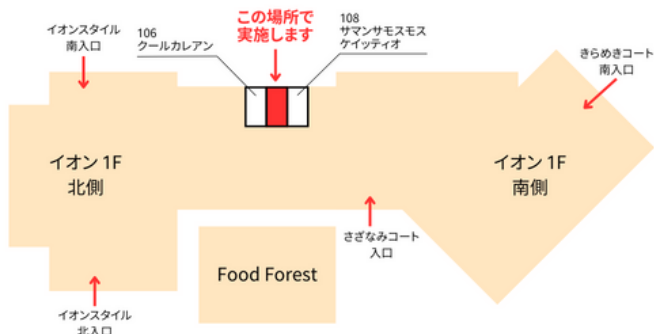 イオンスタイル
南入口
106
クールカレアン
この場所で
実施します
108
サマンサモスモス
ケイッティオ
きらめきコート
南入口
イオン 1F
北側
イオン 1F
南側
さざなみコート
入口
Food Forest
イオンスタイル
北入口